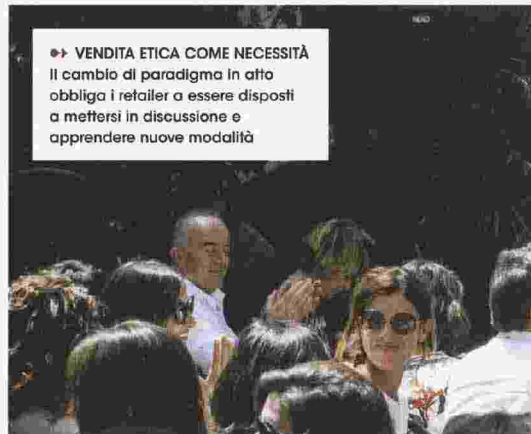 VENDITA ETICA COME NECESSITÀ
Il cambio di paradigma in atto
obbliga i retailer a essere disposti
a mettersi in discussione e
apprendere nuove modalità